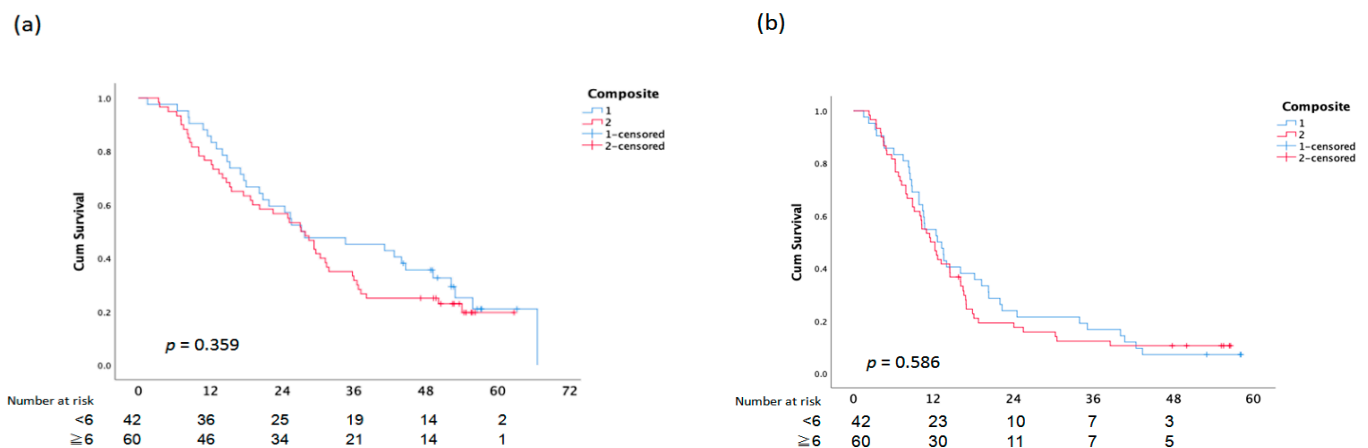 (a)
(b)
Composite
1
2
1-censored
2-censored
Cum Survival
1.0
0.8
0.6
0.4
0.2
0.0
p = 0.359
0 12 24 36 48 60 72
Number at risk
<6 42 36 25 19 14 2
≧6 60 46 34 21 14 1
Composite
1
2
1-censored
2-censored
Cum Survival
1.0
0.8
0.6
0.4
0.2
0.0
p = 0.586
0 12 24 36 48 60
Number at risk
<6 42 23 10 7 3
≧6 60 30 11 7 5